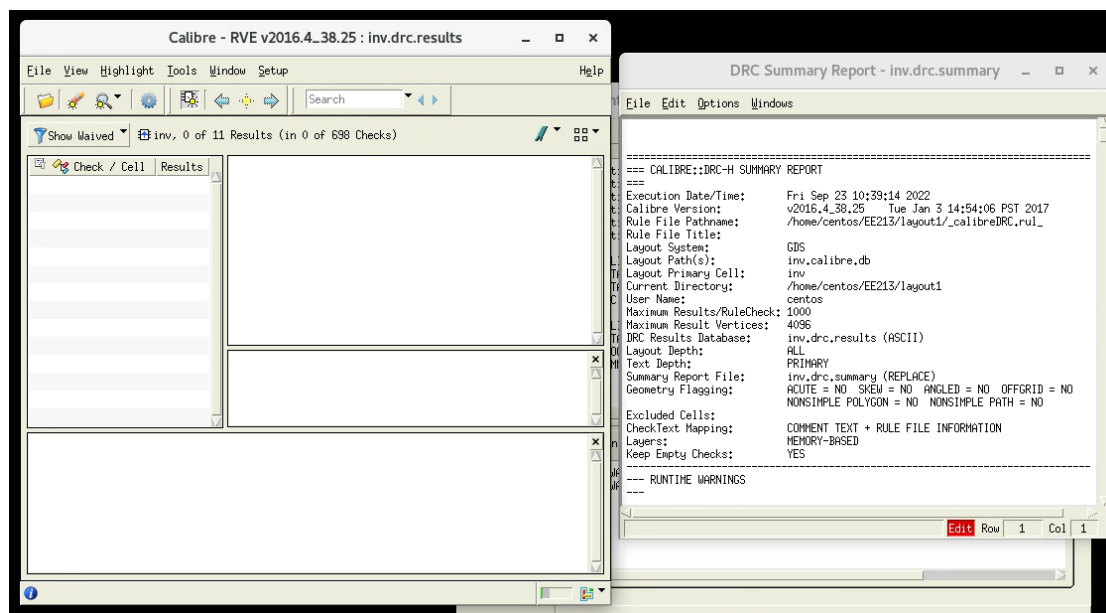 Calibre - RVE v2016.4_38.25 : inv.drc.results
File View Highlight Tools Window Setup Help
Search
Show Waived inv, 0 of 11 Results (in 0 of 698 Checks)
Check / Cell Results
DRC Summary Report - inv.drc.summary
File Edit Options Windows
==================================================================================
=== CALIBRE::DRC-H SUMMARY REPORT
===
Execution Date/Time: Fri Sep 23 10:39:14 2022
Calibre Version: v2016.4_38.25 Tue Jan 3 14:54:06 PST 2017
Rule File Pathname: /home/centos/EE213/layout1/_calibreDRC.rul_
Rule File Title:
Layout System: GDS
Layout Path(s): inv.calibre.db
Layout Primary Cell: inv
Current Directory: /home/centos/EE213/layout1
User Name: centos
Maximum Results/RuleCheck: 1000
Maximum Result Vertices: 4096
DRC Results Database: inv.drc.results (ASCII)
Layout Depth: ALL
Text Depth: PRIMARY
Summary Report File: inv.drc.summary (REPLACE)
Geometry Flagging: ACUTE = NO SKEW = NO ANGLED = NO OFFGRID = NO
NONSIMPLE POLYGON = NO NONSIMPLE PATH = NO
Excluded Cells:
CheckText Mapping: COMMENT TEXT + RULE FILE INFORMATION
Layers: MEMORY-BASED
Keep Empty Checks: YES
----------------------------------------------------------------------------------
--- RUNTIME WARNINGS
---
Edit Row 1 Col 1